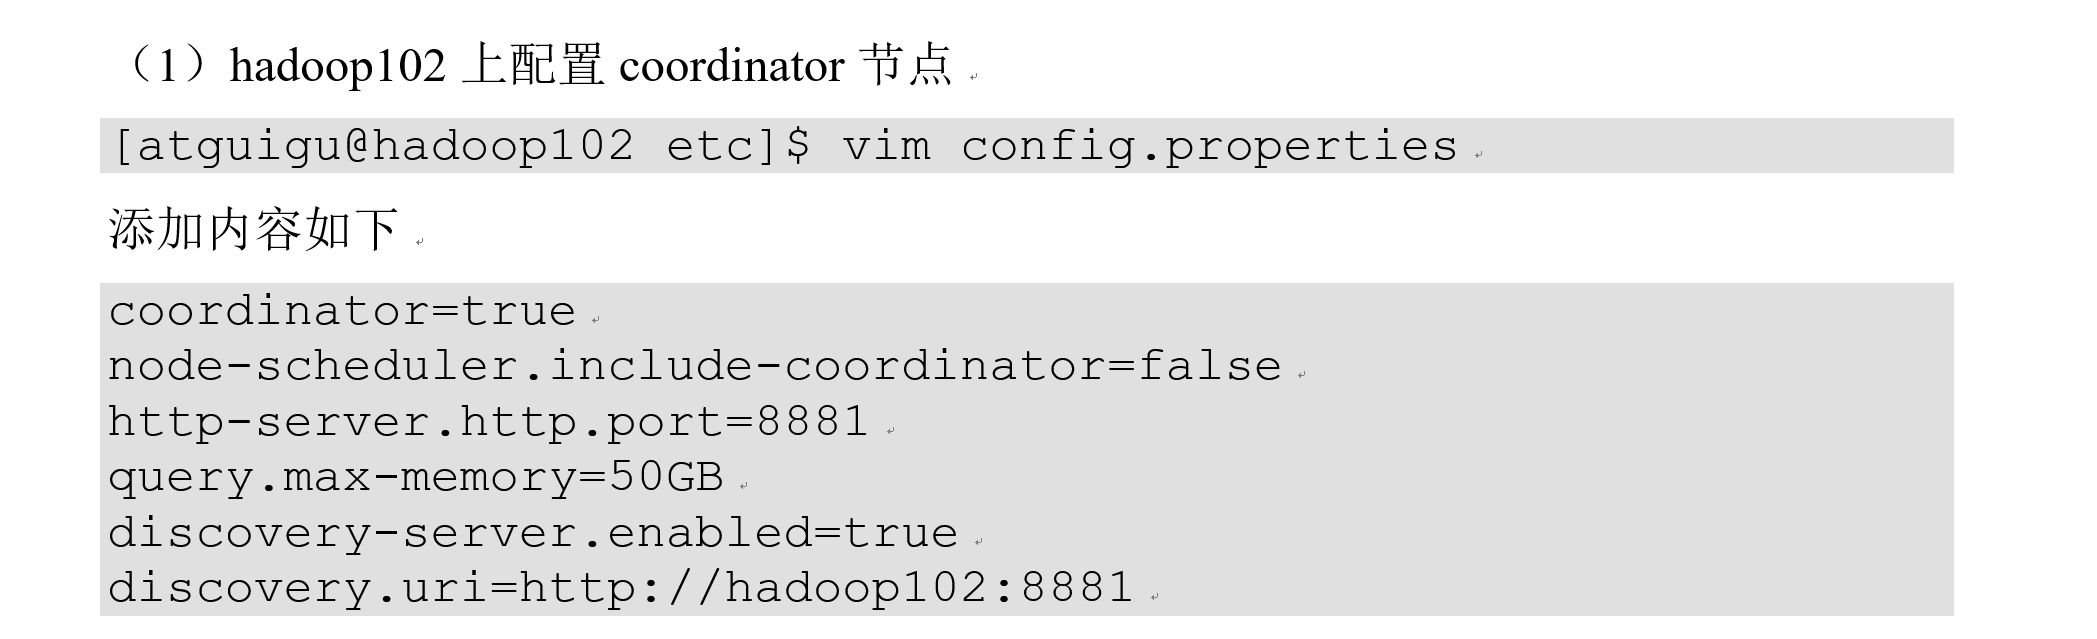 （1）hadoop102 上配置 coordinator 节点
[atguigu@hadoop102 etc]$ vim config.properties
添加内容如下
coordinator=true
node-scheduler.include-coordinator=false
http-server.http.port=8881
query.max-memory=50GB
discovery-server.enabled=true
discovery.uri=http://hadoop102:8881